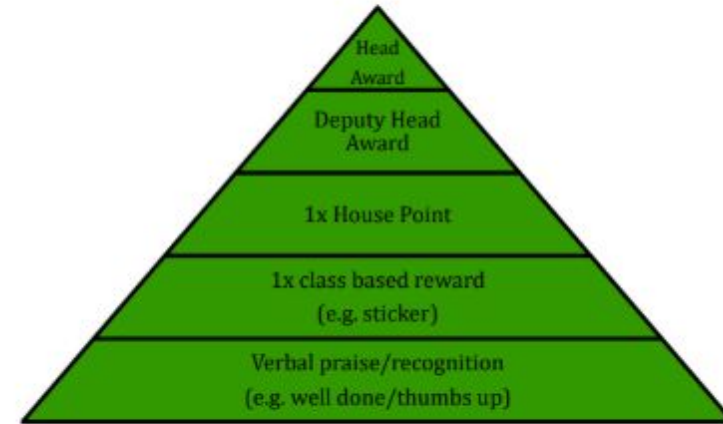 Head
Award
Deputy Head
Award
1x House Point
1x class based reward
(e.g. sticker)
Verbal praise/recognition
(e.g. well done/thumbs up)